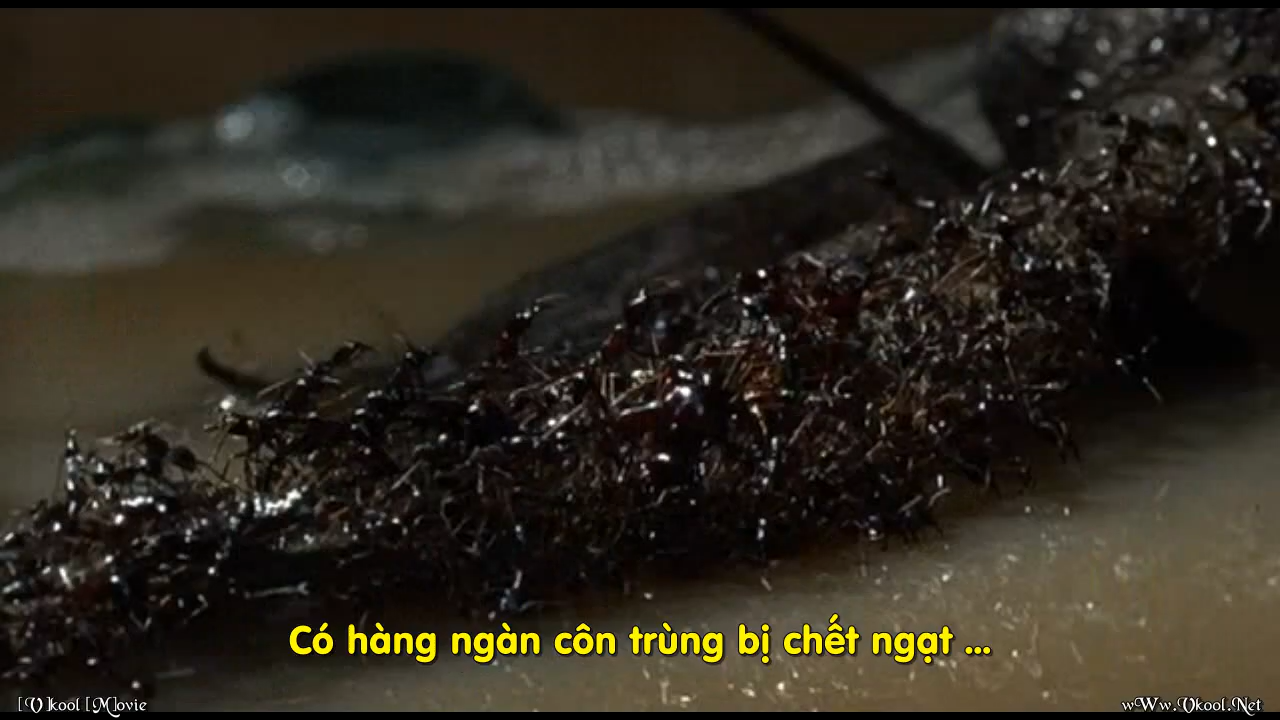 Có hàng ngàn côn trùng bị chết ngạt ...
[V]kool [M]ovie
wWw.Vkool.Net